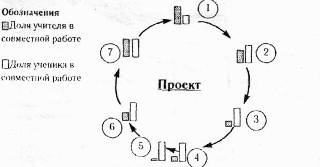 Обозначения
Доля учителя в
совместной работе
Доля ученика в
совместной работе
Проект
1
2
3
4
5
6
7